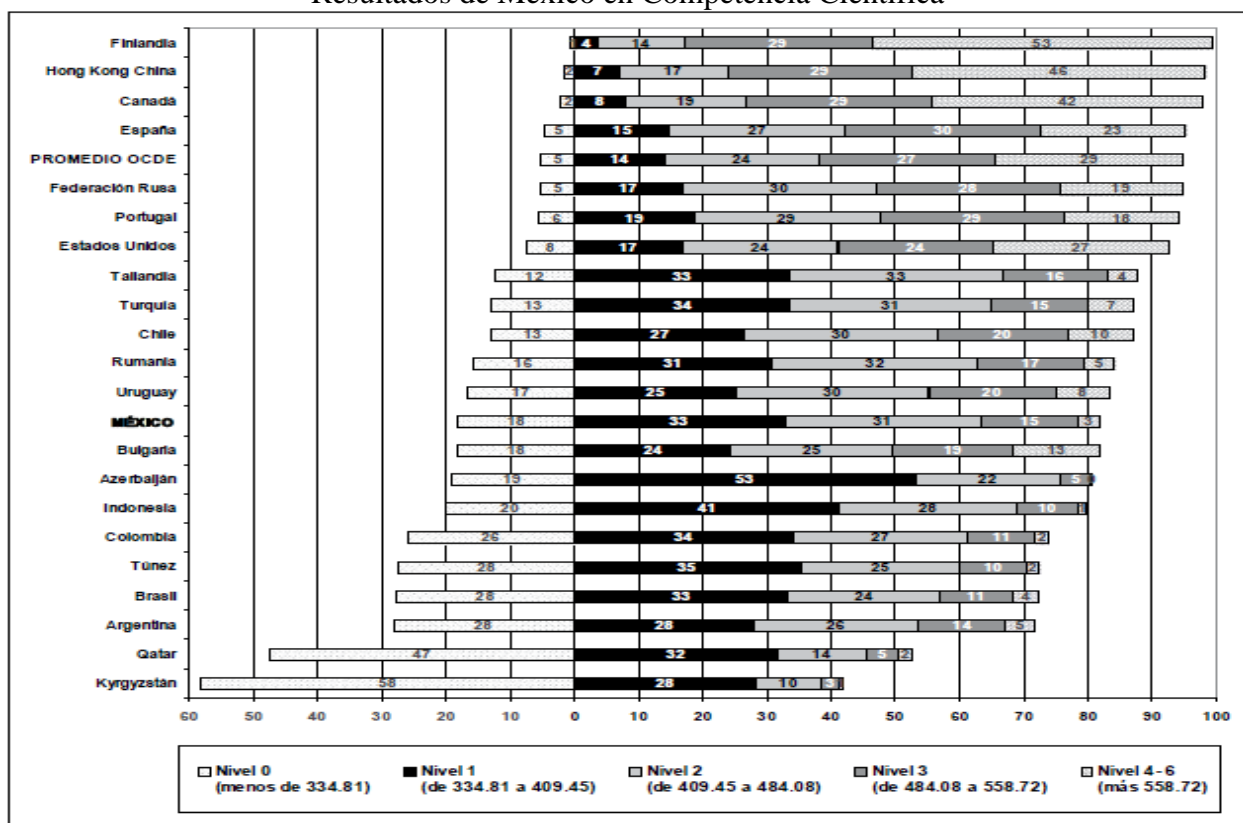 Resultados de México en Competencia Científica
Finlandia 4 14 29 53
Hong Kong China 2 7 17 29 46
Canadá 2 8 19 29 42
España 5 15 27 30 23
PROMEDIO OCDE 5 14 24 27 29
Federación Rusa 5 17 30 28 19
Portugal 6 19 29 29 18
Estados Unidos 8 17 24 24 27
Tailandia 12 33 33 16 4
Turquía 13 34 31 15 7
Chile 13 27 30 20 10
Rumania 16 31 32 17 5
Uruguay 17 25 30 20 8
MÉXICO 18 33 31 15 3
Bulgaria 18 24 25 19 13
Azerbaiján 19 53 22 5
Indonesia 20 41 28 10 1
Colombia 26 34 27 11 2
Túnez 28 35 25 10 2
Brasil 28 33 24 11 4
Argentina 28 28 26 14 5
Qatar 47 32 14 5 2
Kyrgyzstán 58 28 10 3
60 50 40 30 20 10 0 10 20 30 40 50 60 70 80 90 100
Nivel 0 Nivel 1 Nivel 2 Nivel 3 Nivel 4-6
(menos de 334.81) (de 334.81 a 409.45) (de 409.45 a 484.08) (de 484.08 a 558.72) (más 558.72)